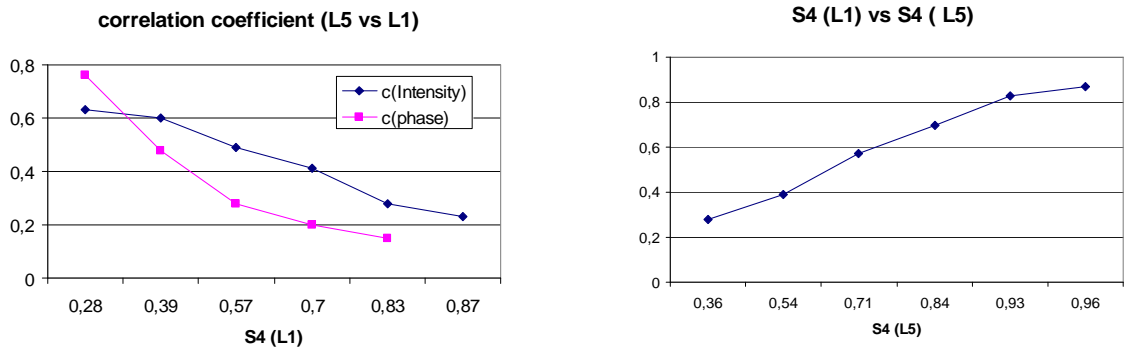 correlation coefficient (L5 vs L1)
0,8
0,6
0,4
0,2
0
c(Intensity)
c(phase)
0,28 0,39 0,57 0,7 0,83 0,87
S4 (L1)
S4 (L1) vs S4 ( L5)
1
0,8
0,6
0,4
0,2
0
0,36 0,54 0,71 0,84 0,93 0,96
S4 (L5)